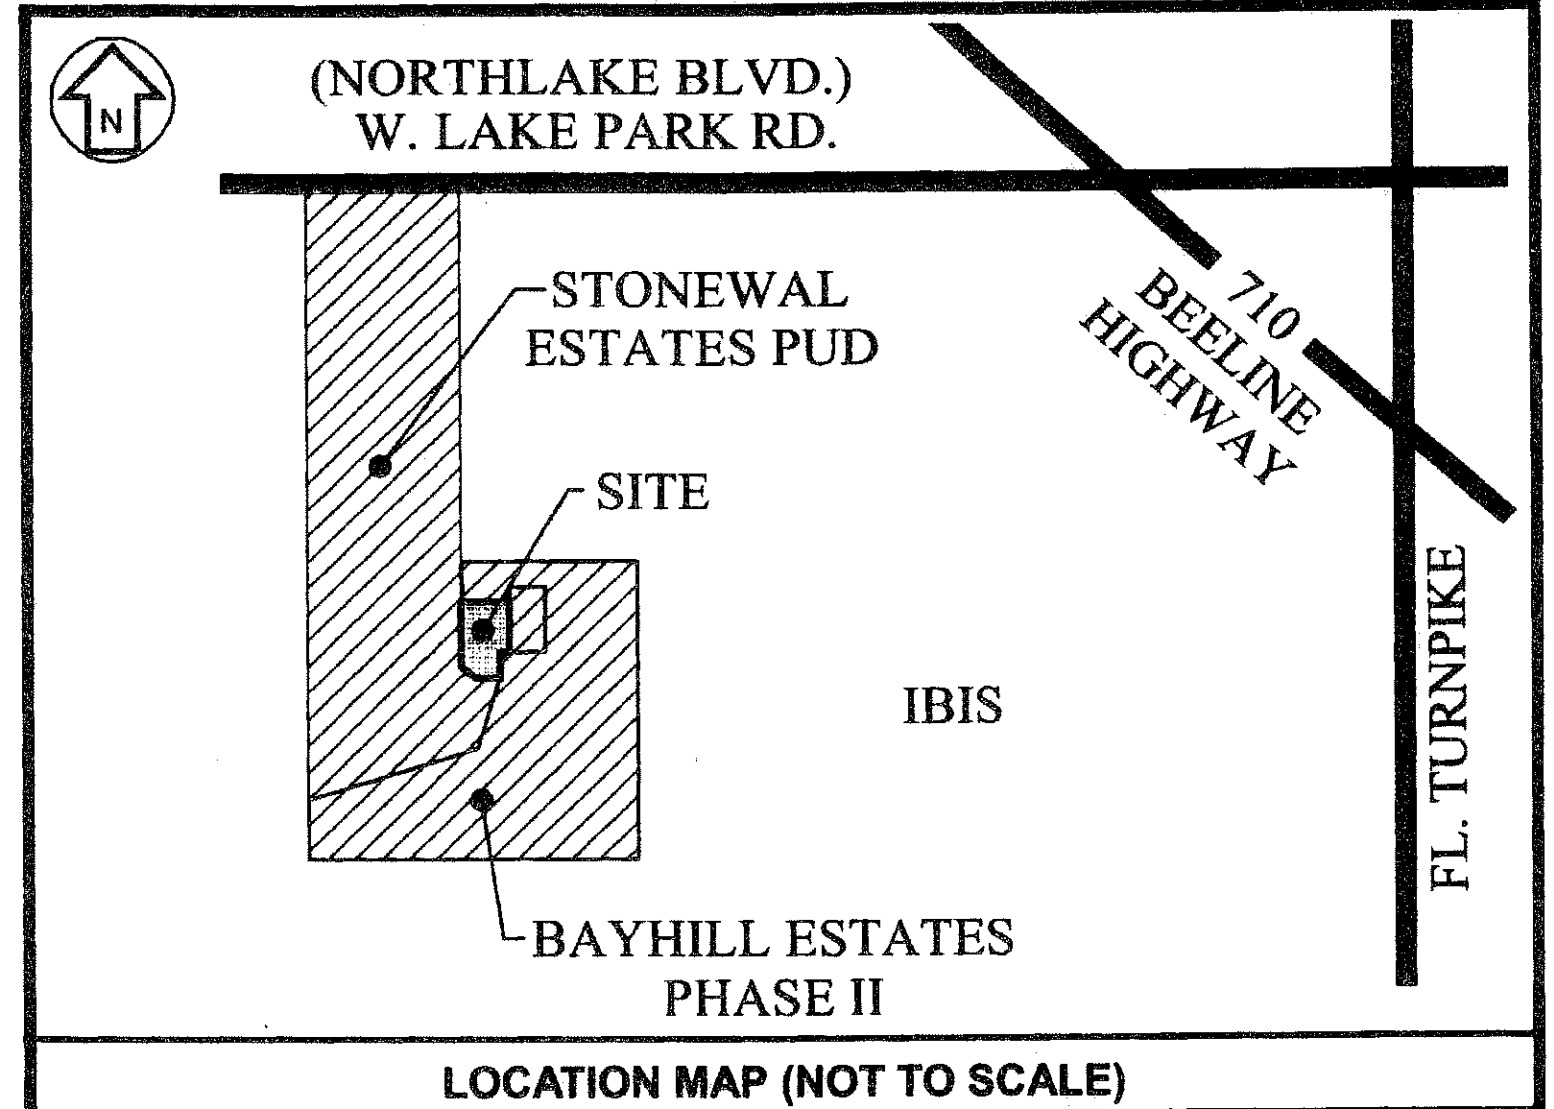 N
(NORTHLAKE BLVD.)
W. LAKE PARK RD.
STONEWAL
ESTATES PUD
710
BEELINE
HIGHWAY
SITE
IBIS
FL. TURNPIKE
BAYHILL ESTATES
PHASE II
LOCATION MAP (NOT TO SCALE)